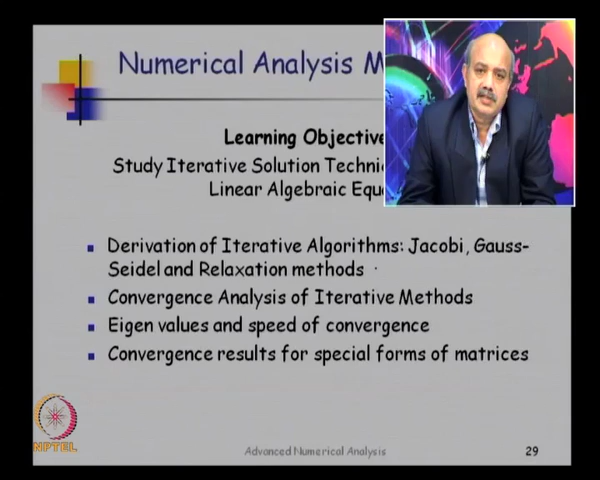 Numerical Analysis M
Learning Objective
Study Iterative Solution Techni
Linear Algebraic Equ
Derivation of Iterative Algorithms: Jacobi, Gauss-
Seidel and Relaxation methods
Convergence Analysis of Iterative Methods
Eigen values and speed of convergence
Convergence results for special forms of matrices
NPTEL
Advanced Numerical Analysis
29